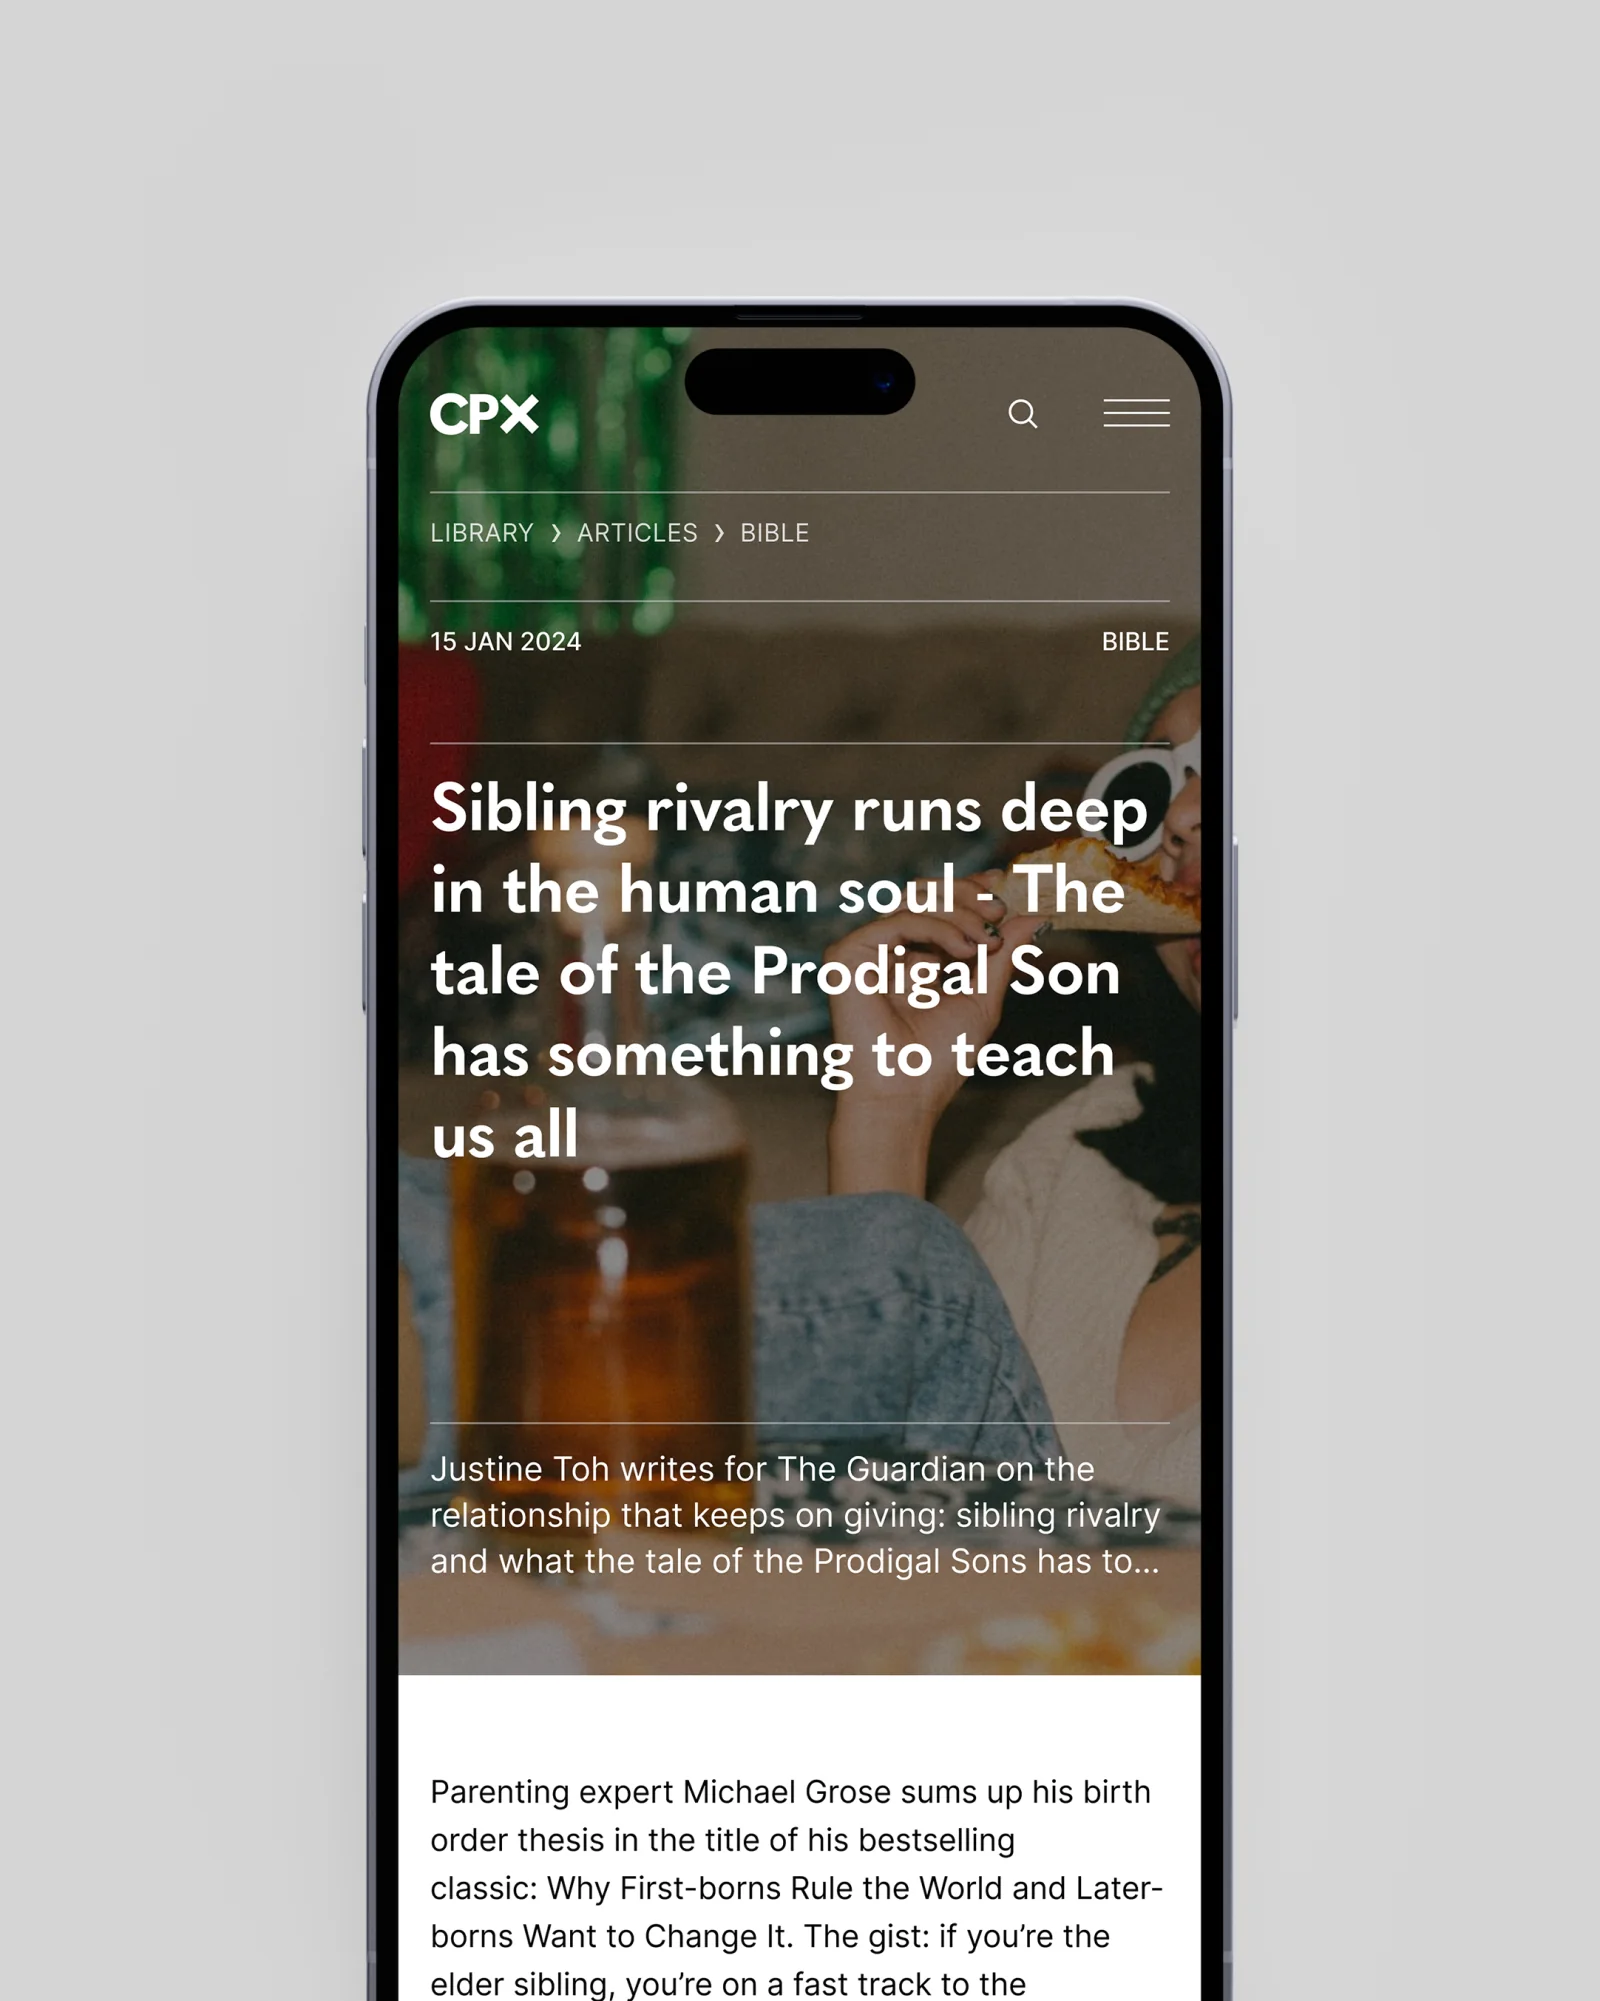 CPX
LIBRARY › ARTICLES › BIBLE
15 JAN 2024
BIBLE
Sibling rivalry runs deep
in the human soul - The
tale of the Prodigal Son
has something to teach
us all
Justine Toh writes for The Guardian on the
relationship that keeps on giving: sibling rivalry
and what the tale of the Prodigal Sons has to...
Parenting expert Michael Grose sums up his birth
order thesis in the title of his bestselling
classic: Why First-borns Rule the World and Later-
borns Want to Change It. The gist: if you’re the
elder sibling, you’re on a fast track to the